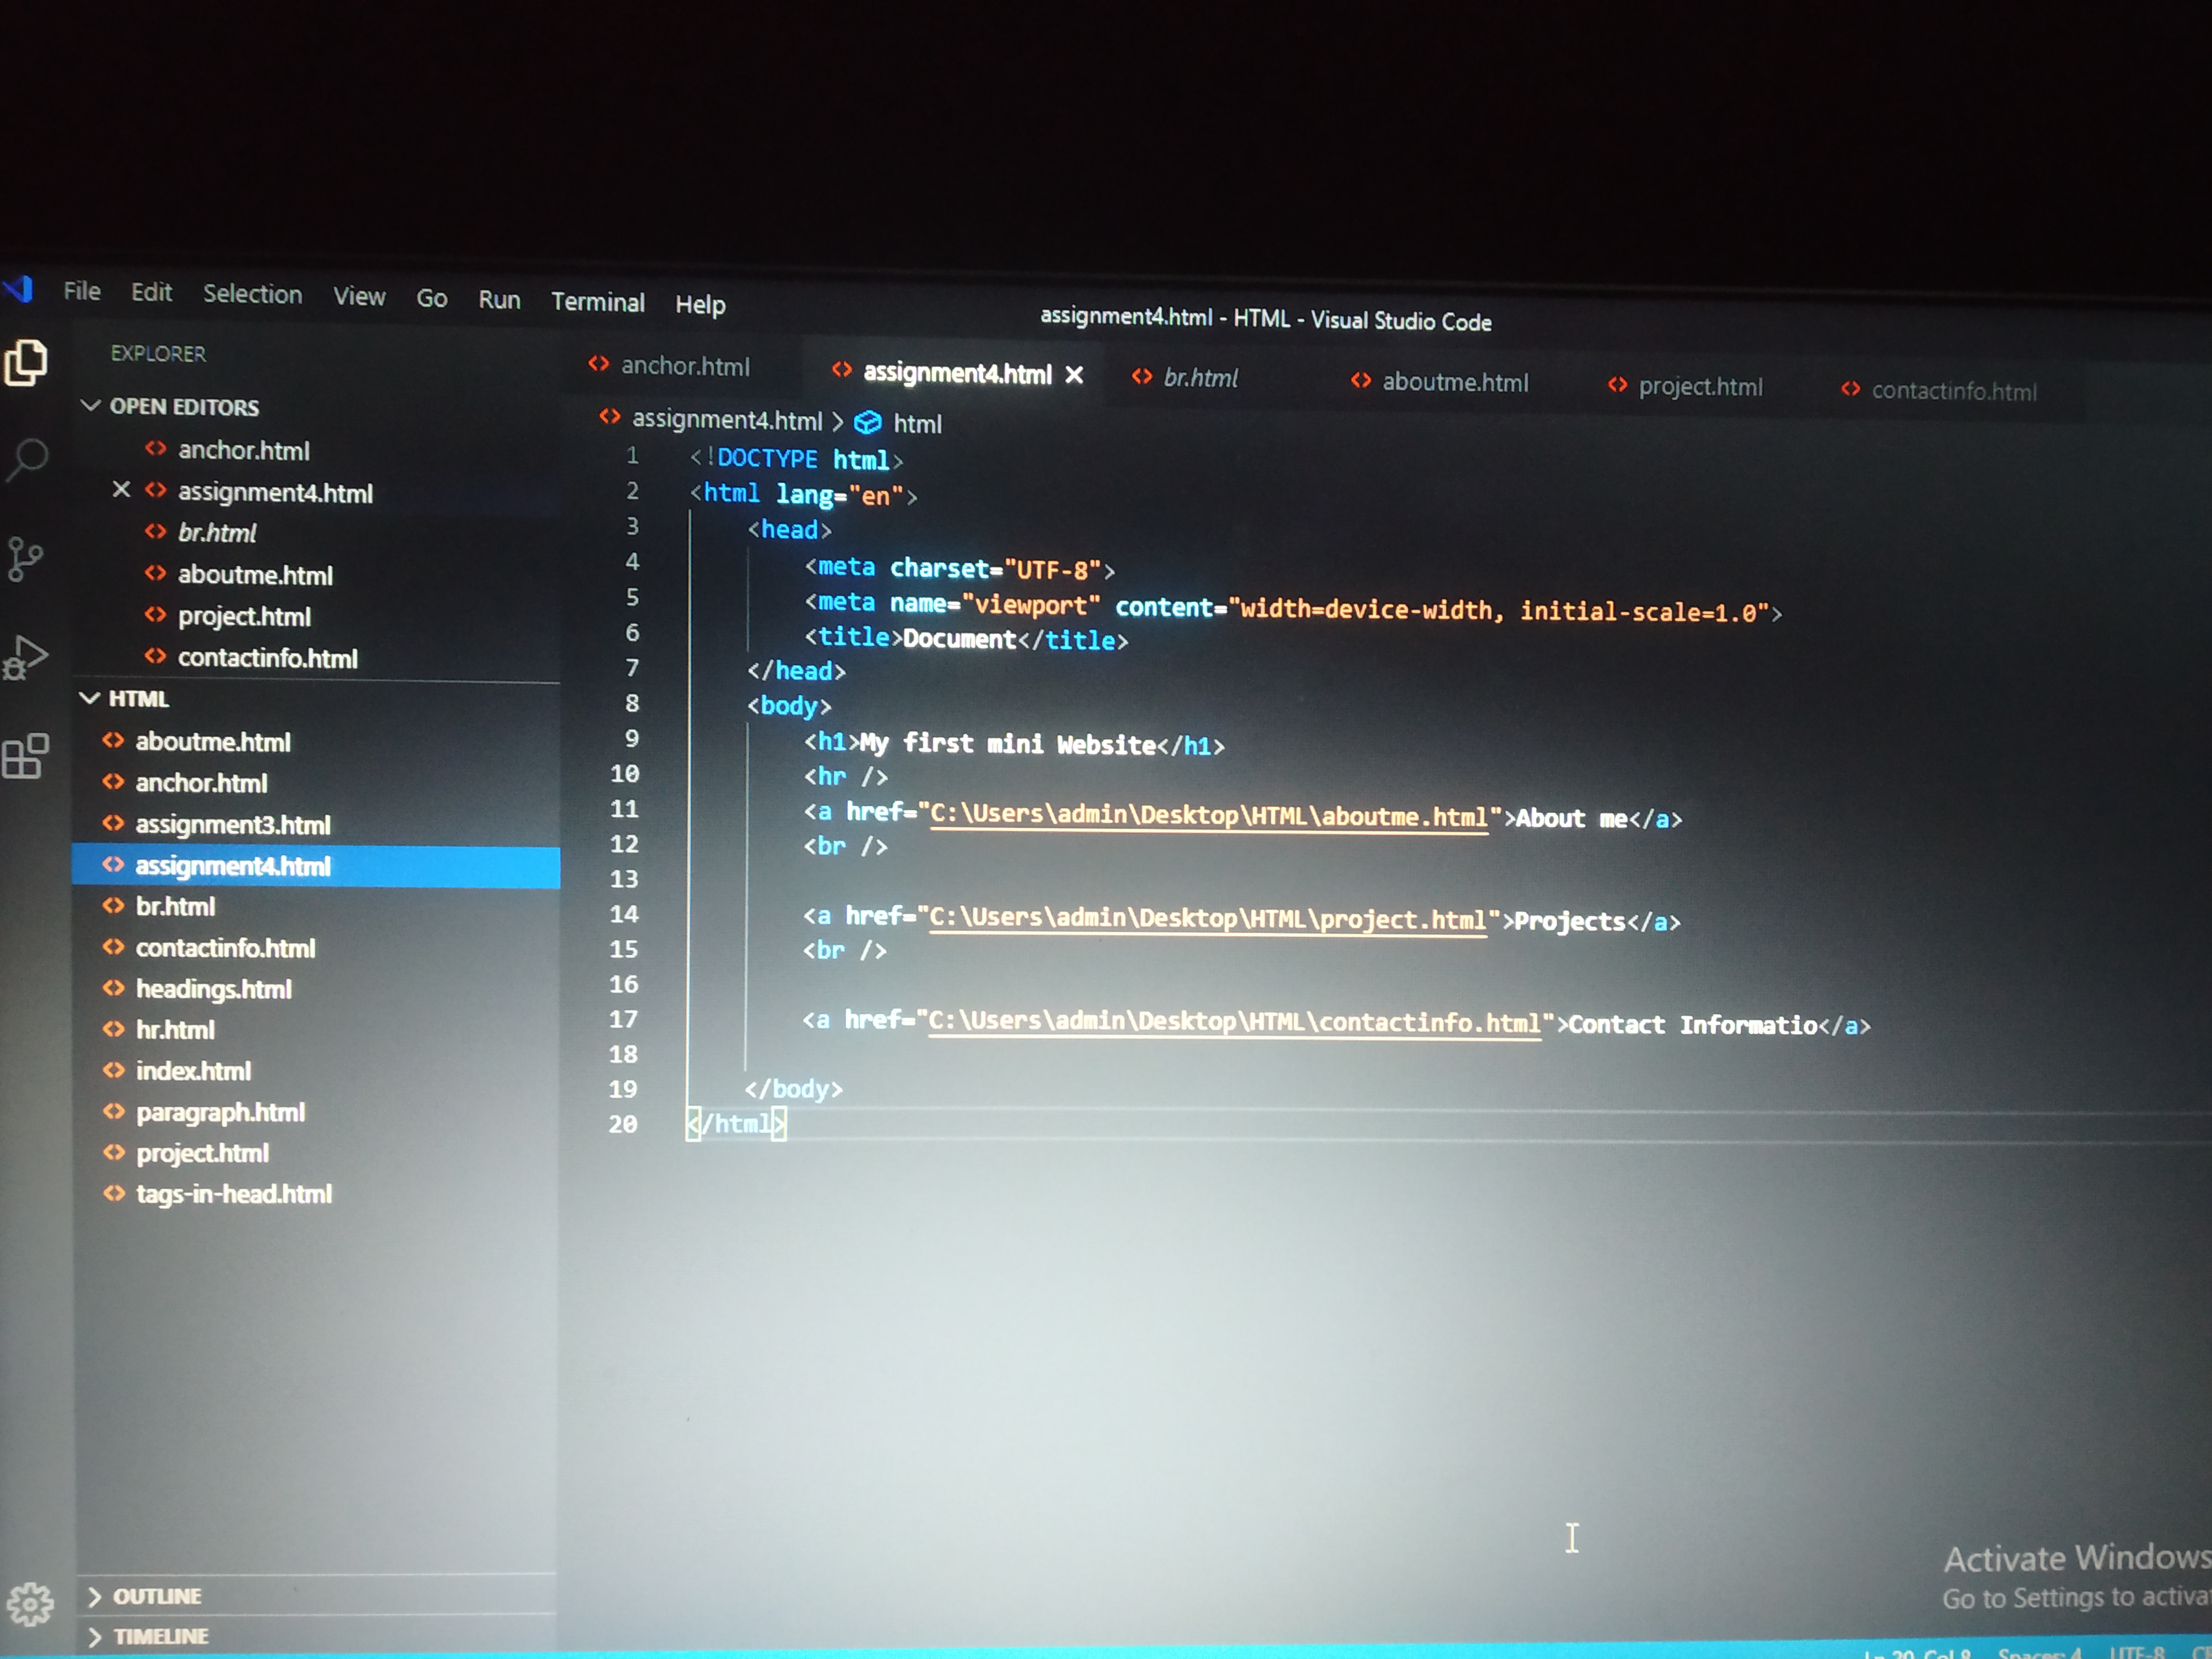 File Edit Selection View Go Run Terminal Help
assignment4.html - HTML - Visual Studio Code
EXPLORER
OPEN EDITORS
anchor.html
assignment4.html
br.html
aboutme.html
project.html
contactinfo.html
HTML
aboutme.html
anchor.html
assignment3.html
assignment4.html
br.html
contactinfo.html
headings.html
hr.html
index.html
paragraph.html
project.html
tags-in-head.html
OUTLINE
TIMELINE
anchor.html assignment4.html br.html aboutme.html project.html contactinfo.html
assignment4.html > html
1 <!DOCTYPE html>
2 <html lang="en">
3 <head>
4 <meta charset="UTF-8">
5 <meta name="viewport" content="width=device-width, initial-scale=1.0">
6 <title>Document</title>
7 </head>
8 <body>
9 <h1>My first mini Website</h1>
10 <hr />
11 <a href="C:\Users\admin\Desktop\HTML\aboutme.html">About me</a>
12 <br />
13
14 <a href="C:\Users\admin\Desktop\HTML\project.html">Projects</a>
15 <br />
16
17 <a href="C:\Users\admin\Desktop\HTML\contactinfo.html">Contact Informatio</a>
18
19 </body>
20 </html>
Activate Windows
Go to Settings to activa
Ln 20, Col 8 Spaces: 4 UTF-8